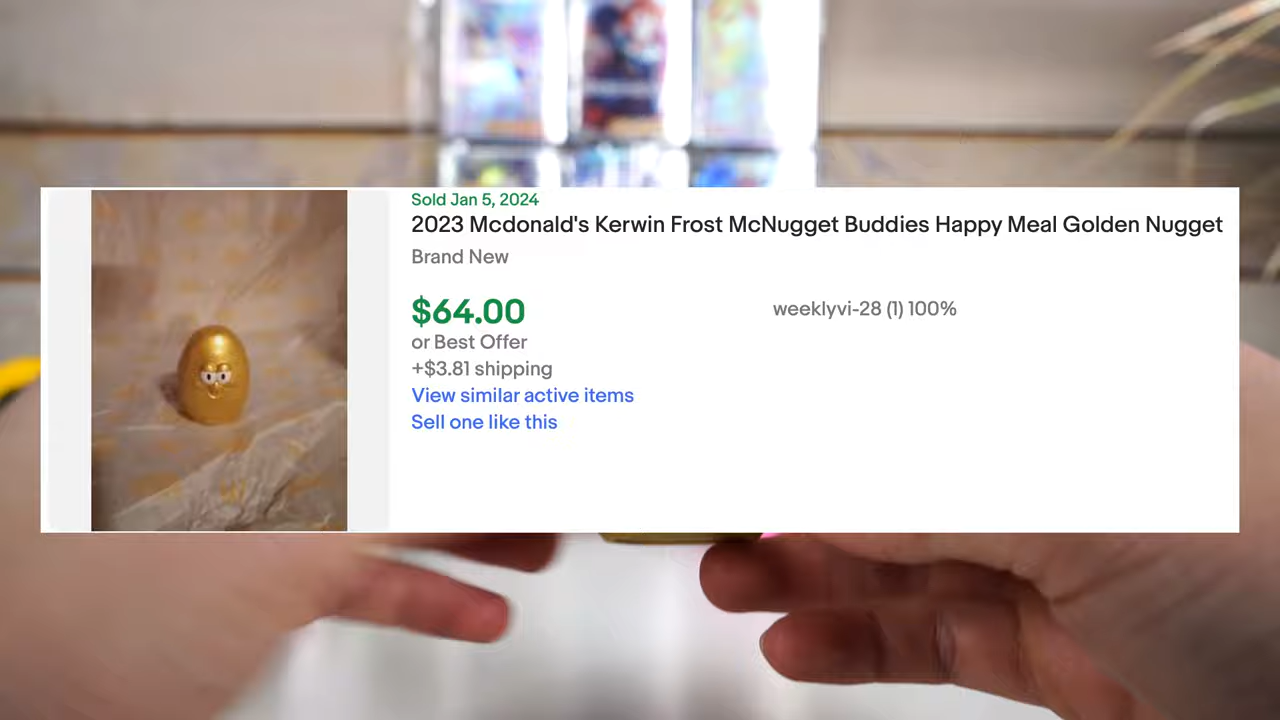 Sold Jan 5, 2024
2023 Mcdonald's Kerwin Frost McNugget Buddies Happy Meal Golden Nugget
Brand New
$64.00
weeklyvi-28 (1) 100%
or Best Offer
+$3.81 shipping
View similar active items
Sell one like this